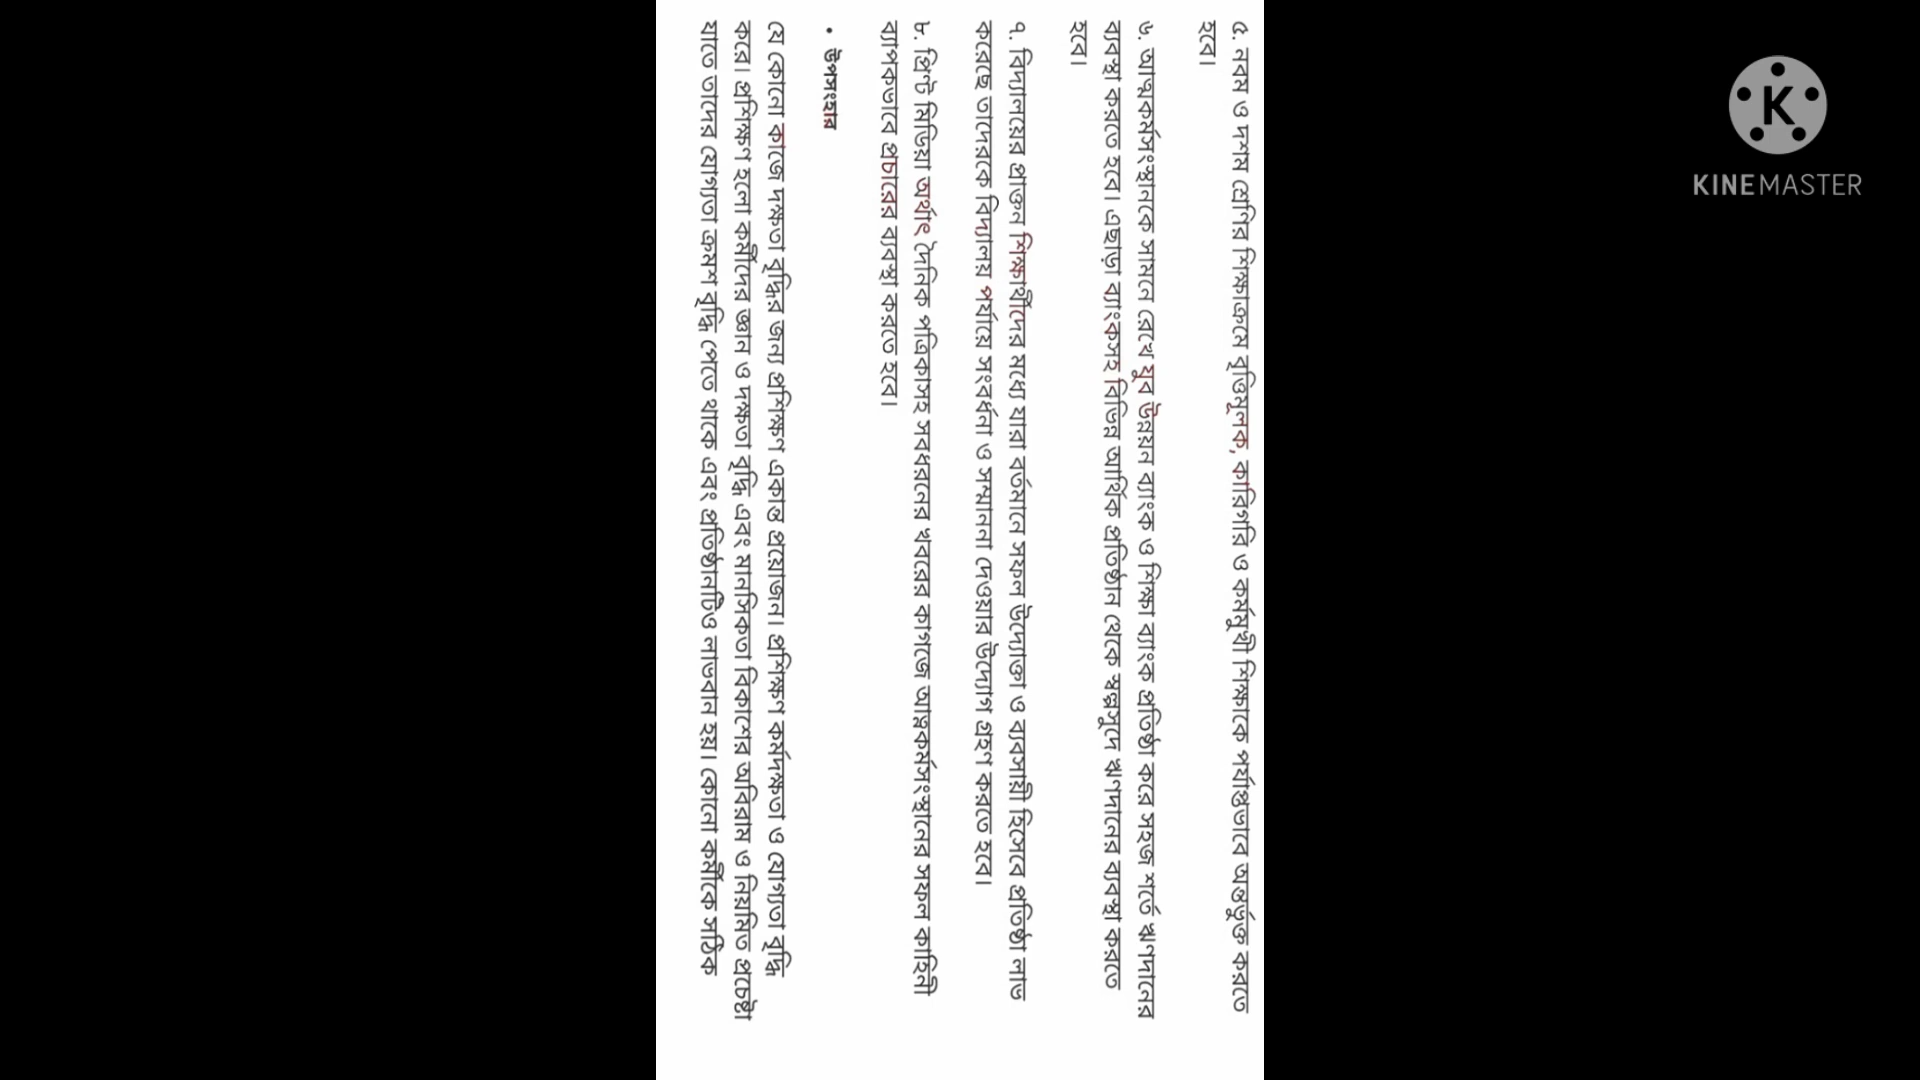 ৫. নবম ও দশম শ্রেণির শিক্ষাক্রমে বৃত্তিমূলক, কারিগরি ও কর্মমুখী শিক্ষাকে পর্যাপ্তভাবে অন্তর্ভুক্ত করতে
হবে।
৬. আত্মকর্মসংস্থানকে সামনে রেখে যুব উন্নয়ন ব্যাংক ও শিক্ষা ব্যাংক প্রতিষ্ঠা করে সহজ শর্তে ঋণদানের
ব্যবস্থা করতে হবে। এছাড়া ব্যাংকসহ বিভিন্ন আর্থিক প্রতিষ্ঠান থেকে স্বল্পসুদে ঋণদানের ব্যবস্থা করতে
হবে।
৭. বিদ্যালয়ের প্রাক্তন শিক্ষার্থীদের মধ্যে যারা বর্তমানে সফল উদ্যোক্তা ও ব্যবসায়ী হিসেবে প্রতিষ্ঠা লাভ
করেছে তাদেরকে বিদ্যালয় পর্যায়ে সংবর্ধনা ও সম্মাননা দেওয়ার উদ্যোগ গ্রহণ করতে হবে।
৮. প্রিন্ট মিডিয়া অর্থাৎ দৈনিক পত্রিকাসহ সবধরনের খবরের কাগজে আত্মকর্মসংস্থানের সফল কাহিনী
ব্যাপকভাবে প্রচারের ব্যবস্থা করতে হবে।
• উপসংহার
যে কোনো কাজে দক্ষতা বৃদ্ধির জন্য প্রশিক্ষণ একান্ত প্রয়োজন। প্রশিক্ষণ কর্মদক্ষতা ও যোগ্যতা বৃদ্ধি
করে। প্রশিক্ষণ হলো কর্মীদের জ্ঞান ও দক্ষতা বৃদ্ধি এবং মানসিকতা বিকাশের অবিরাম ও নিয়মিত প্রচেষ্টা
যাতে তাদের যোগ্যতা ক্রমশ বৃদ্ধি পেতে থাকে এবং প্রতিষ্ঠানটিও লাভবান হয়। কোনো কর্মীকে সঠিক
K
KINEMASTER